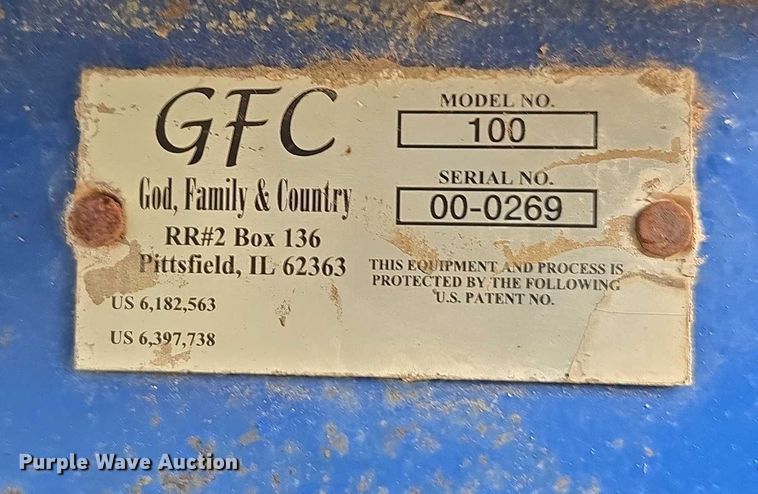 GFC
God, Family & Country
RR#2 Box 136
Pittsfield, IL 62363
US 6,182,563
US 6,397,738
MODEL NO.
100
SERIAL NO.
00-0269
THIS EQUIPMENT AND PROCESS IS
PROTECTED BY THE FOLLOWING
U.S. PATENT NO.
Purple Wave Auction